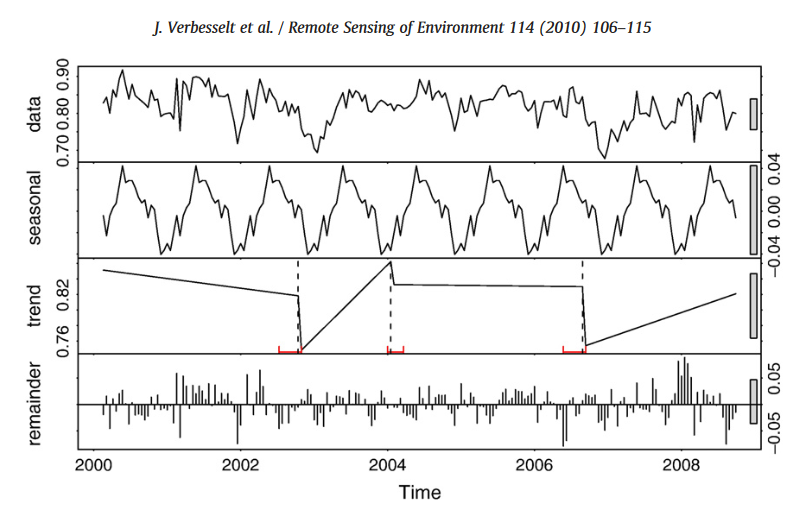 J. Verbesselt et al. / Remote Sensing of Environment 114 (2010) 106–115
data
0.90
0.80
0.70
seasonal
0.04
0.00
−0.04
trend
0.82
0.76
remainder
0.05
−0.05
2000
2002
2004
2006
2008
Time